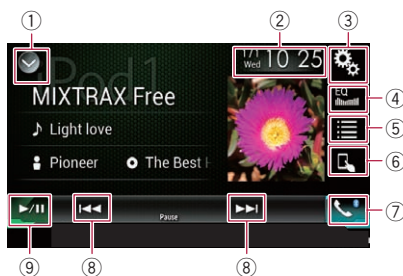 ① ② ③
iPod1
1/1 Wed 10 25
MIXTRAX Free
EQ
④
Light love
⑤
Pioneer The Best H
⑥
Pause
⑦
⑨ ⑧ ⑧